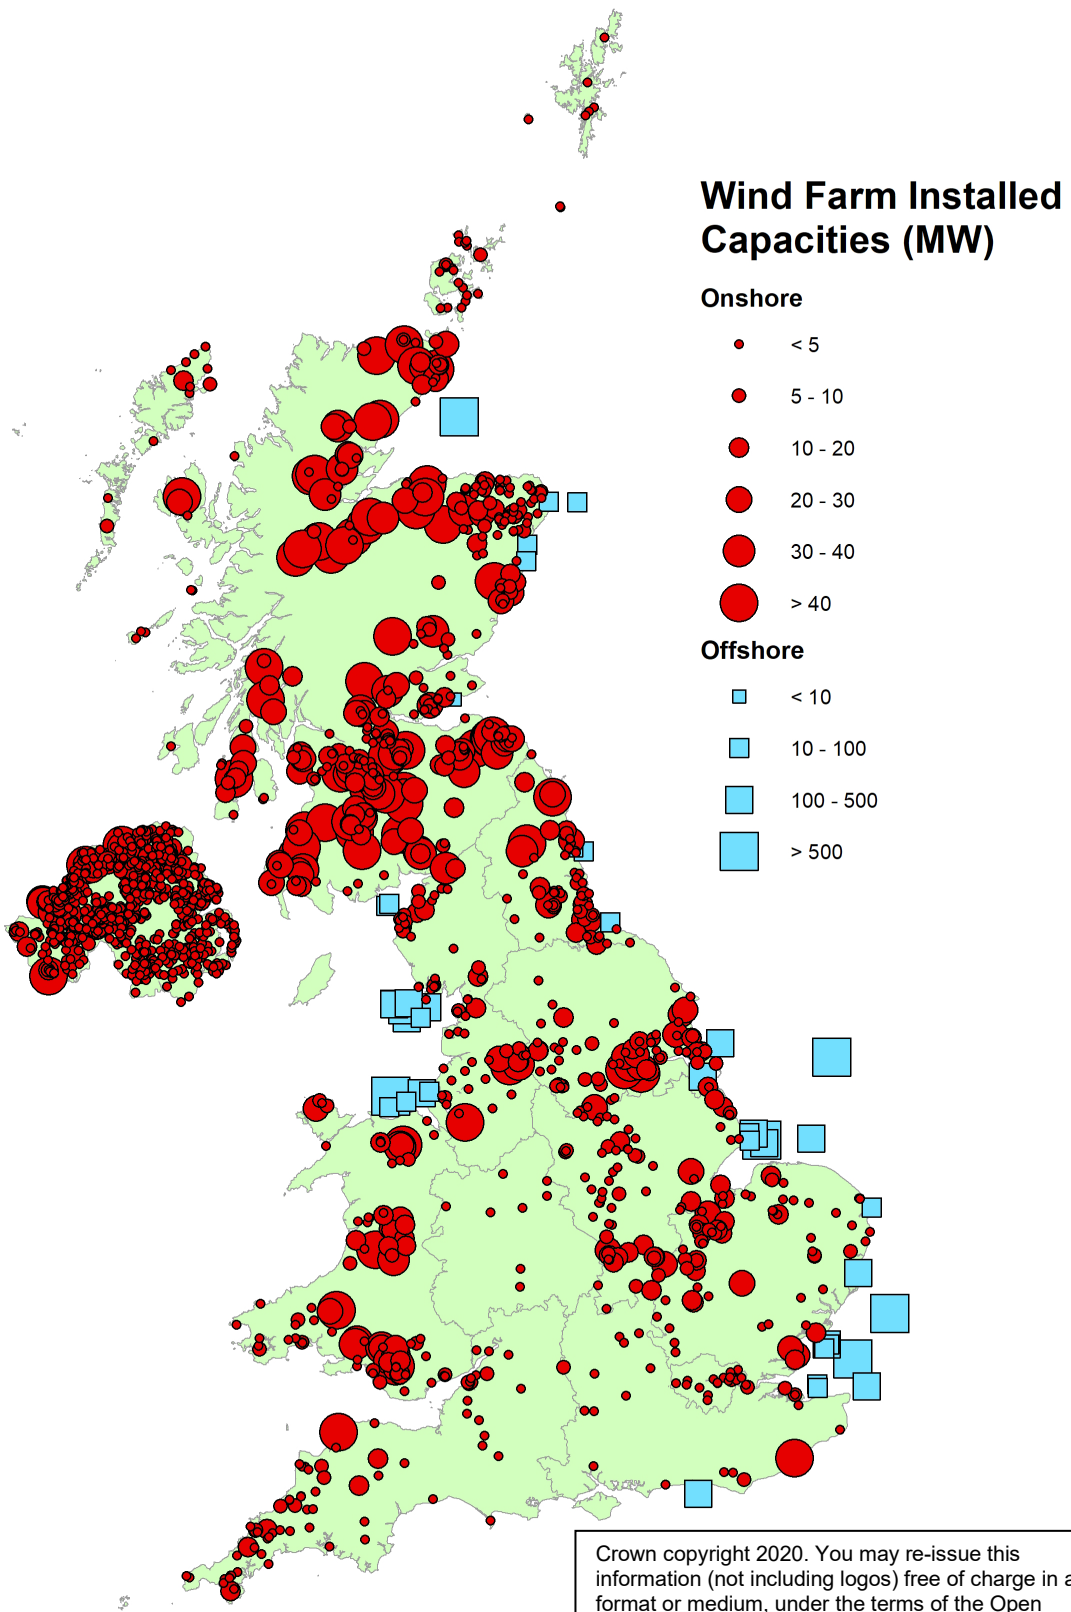 Wind Farm Installed
Capacities (MW)
Onshore
< 5
5 - 10
10 - 20
20 - 30
30 - 40
> 40
Offshore
< 10
10 - 100
100 - 500
> 500
Crown copyright 2020. You may re-issue this
information (not including logos) free of charge in a
format or medium, under the terms of the Open